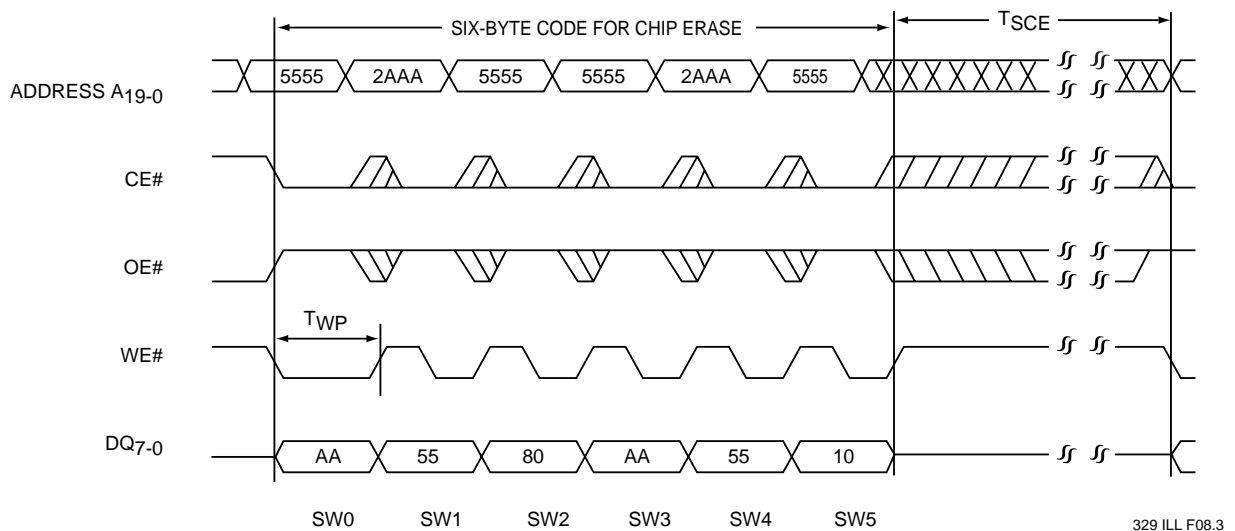 SIX-BYTE CODE FOR CHIP ERASE
TSCE
ADDRESS A19-0
5555 2AAA 5555 5555 2AAA 5555
CE#
OE#
TWP
WE#
DQ7-0
AA 55 80 AA 55 10
SW0 SW1 SW2 SW3 SW4 SW5
329 ILL F08.3